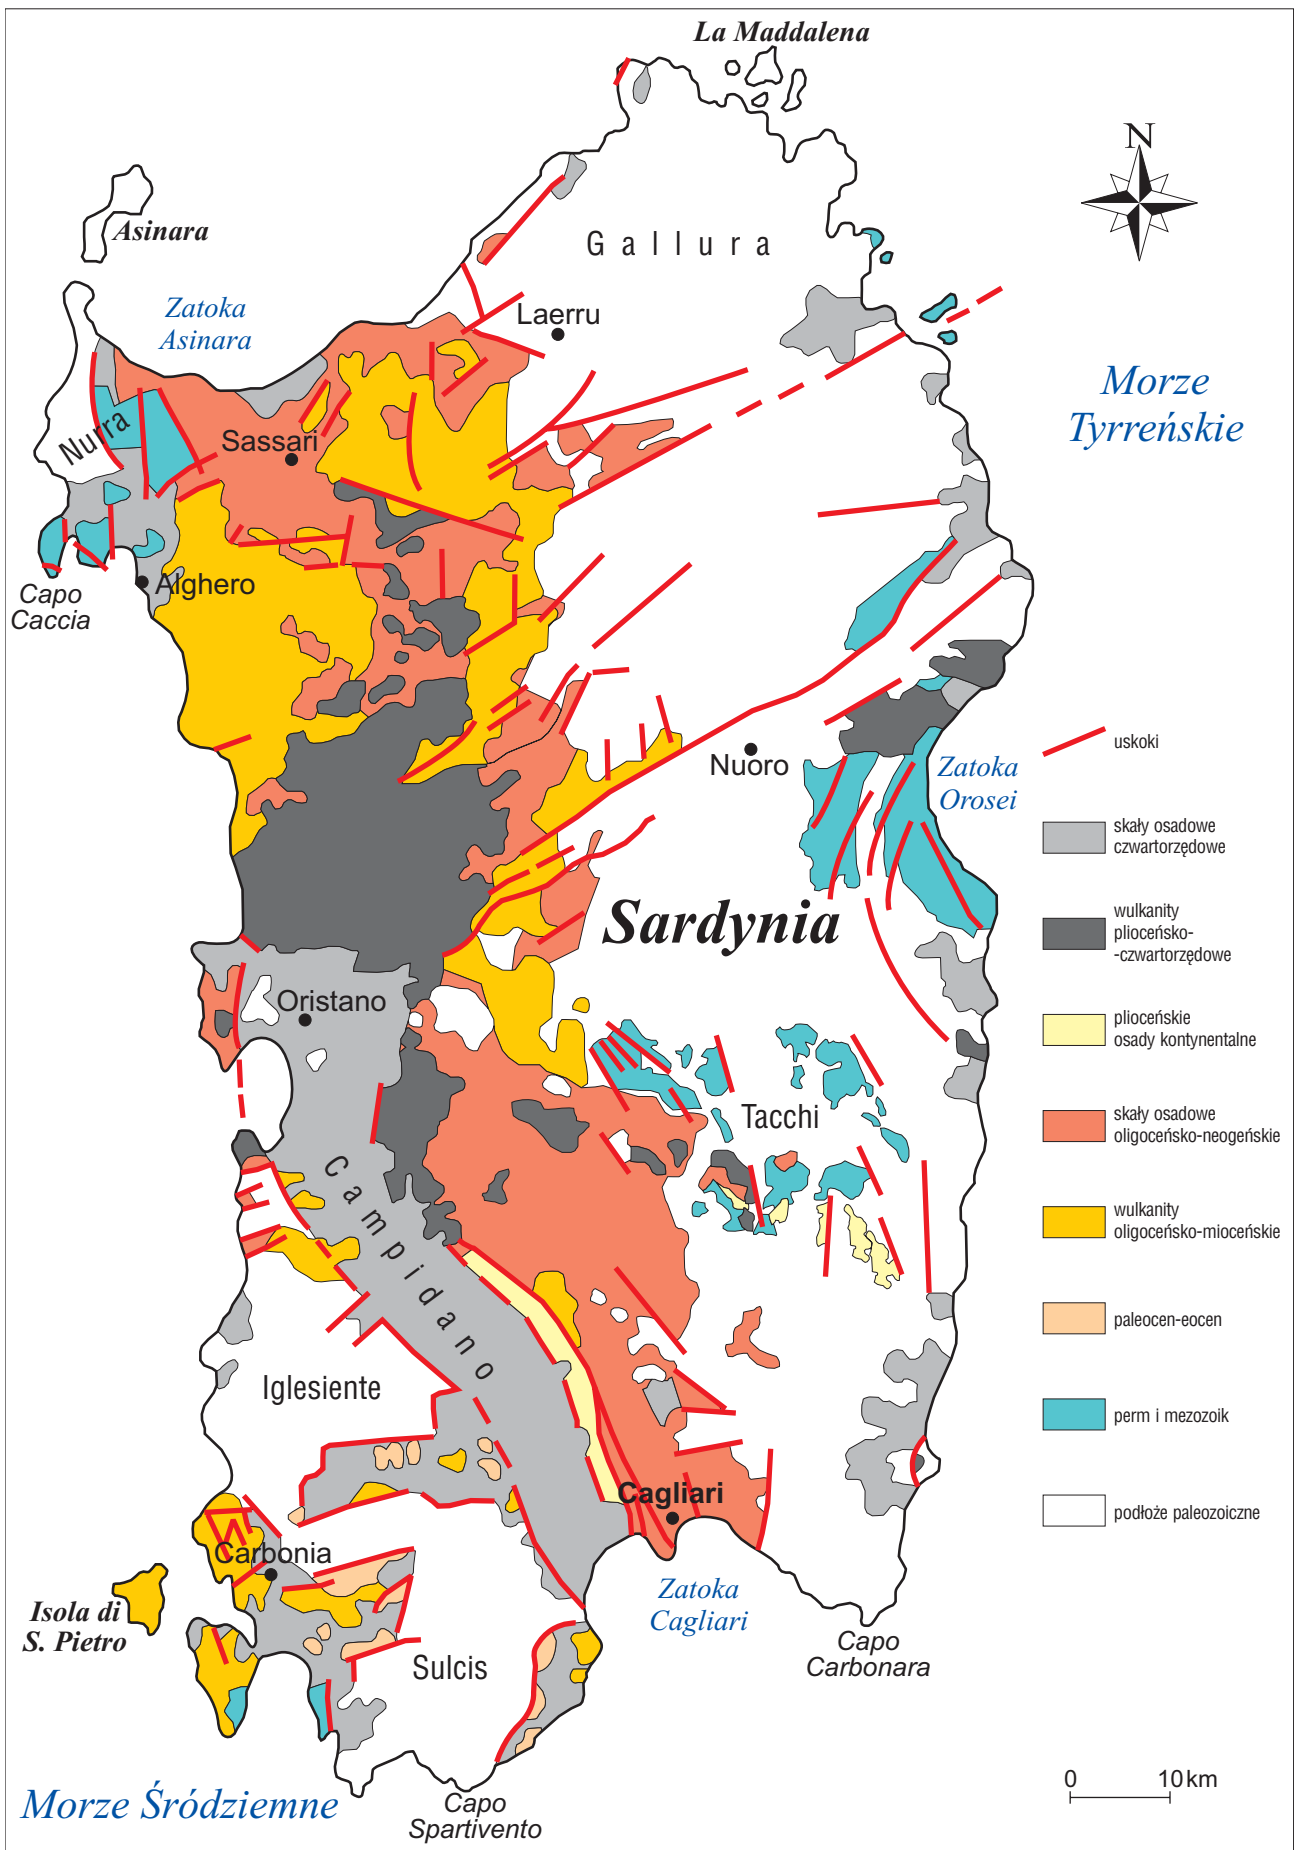 La Maddalena
N
Asinara
Gallura
Zatoka
Asinara
Laerru
Morze
Tyrreńskie
Nurra
Sassari
Capo
Caccia
Alghero
Nuoro
Zatoka
Orosei
Sardynia
Oristano
Tacchi
Campidano
Iglesiente
Cagliari
Carbonia
Isola di
S. Pietro
Zatoka
Cagliari
Capo
Carbonara
Sulcis
Morze Śródziemne
Capo
Spartivento
uskoki
skały osadowe
czwartorzędowe
wulkanity
plioceńsko-
-czwartorzędowe
plioceńskie
osady kontynentalne
skały osadowe
oligoceńsko-neogeńskie
wulkanity
oligoceńsko-mioceńskie
paleocen-eocen
perm i mezozoik
podłoże paleozoiczne
0 10 km